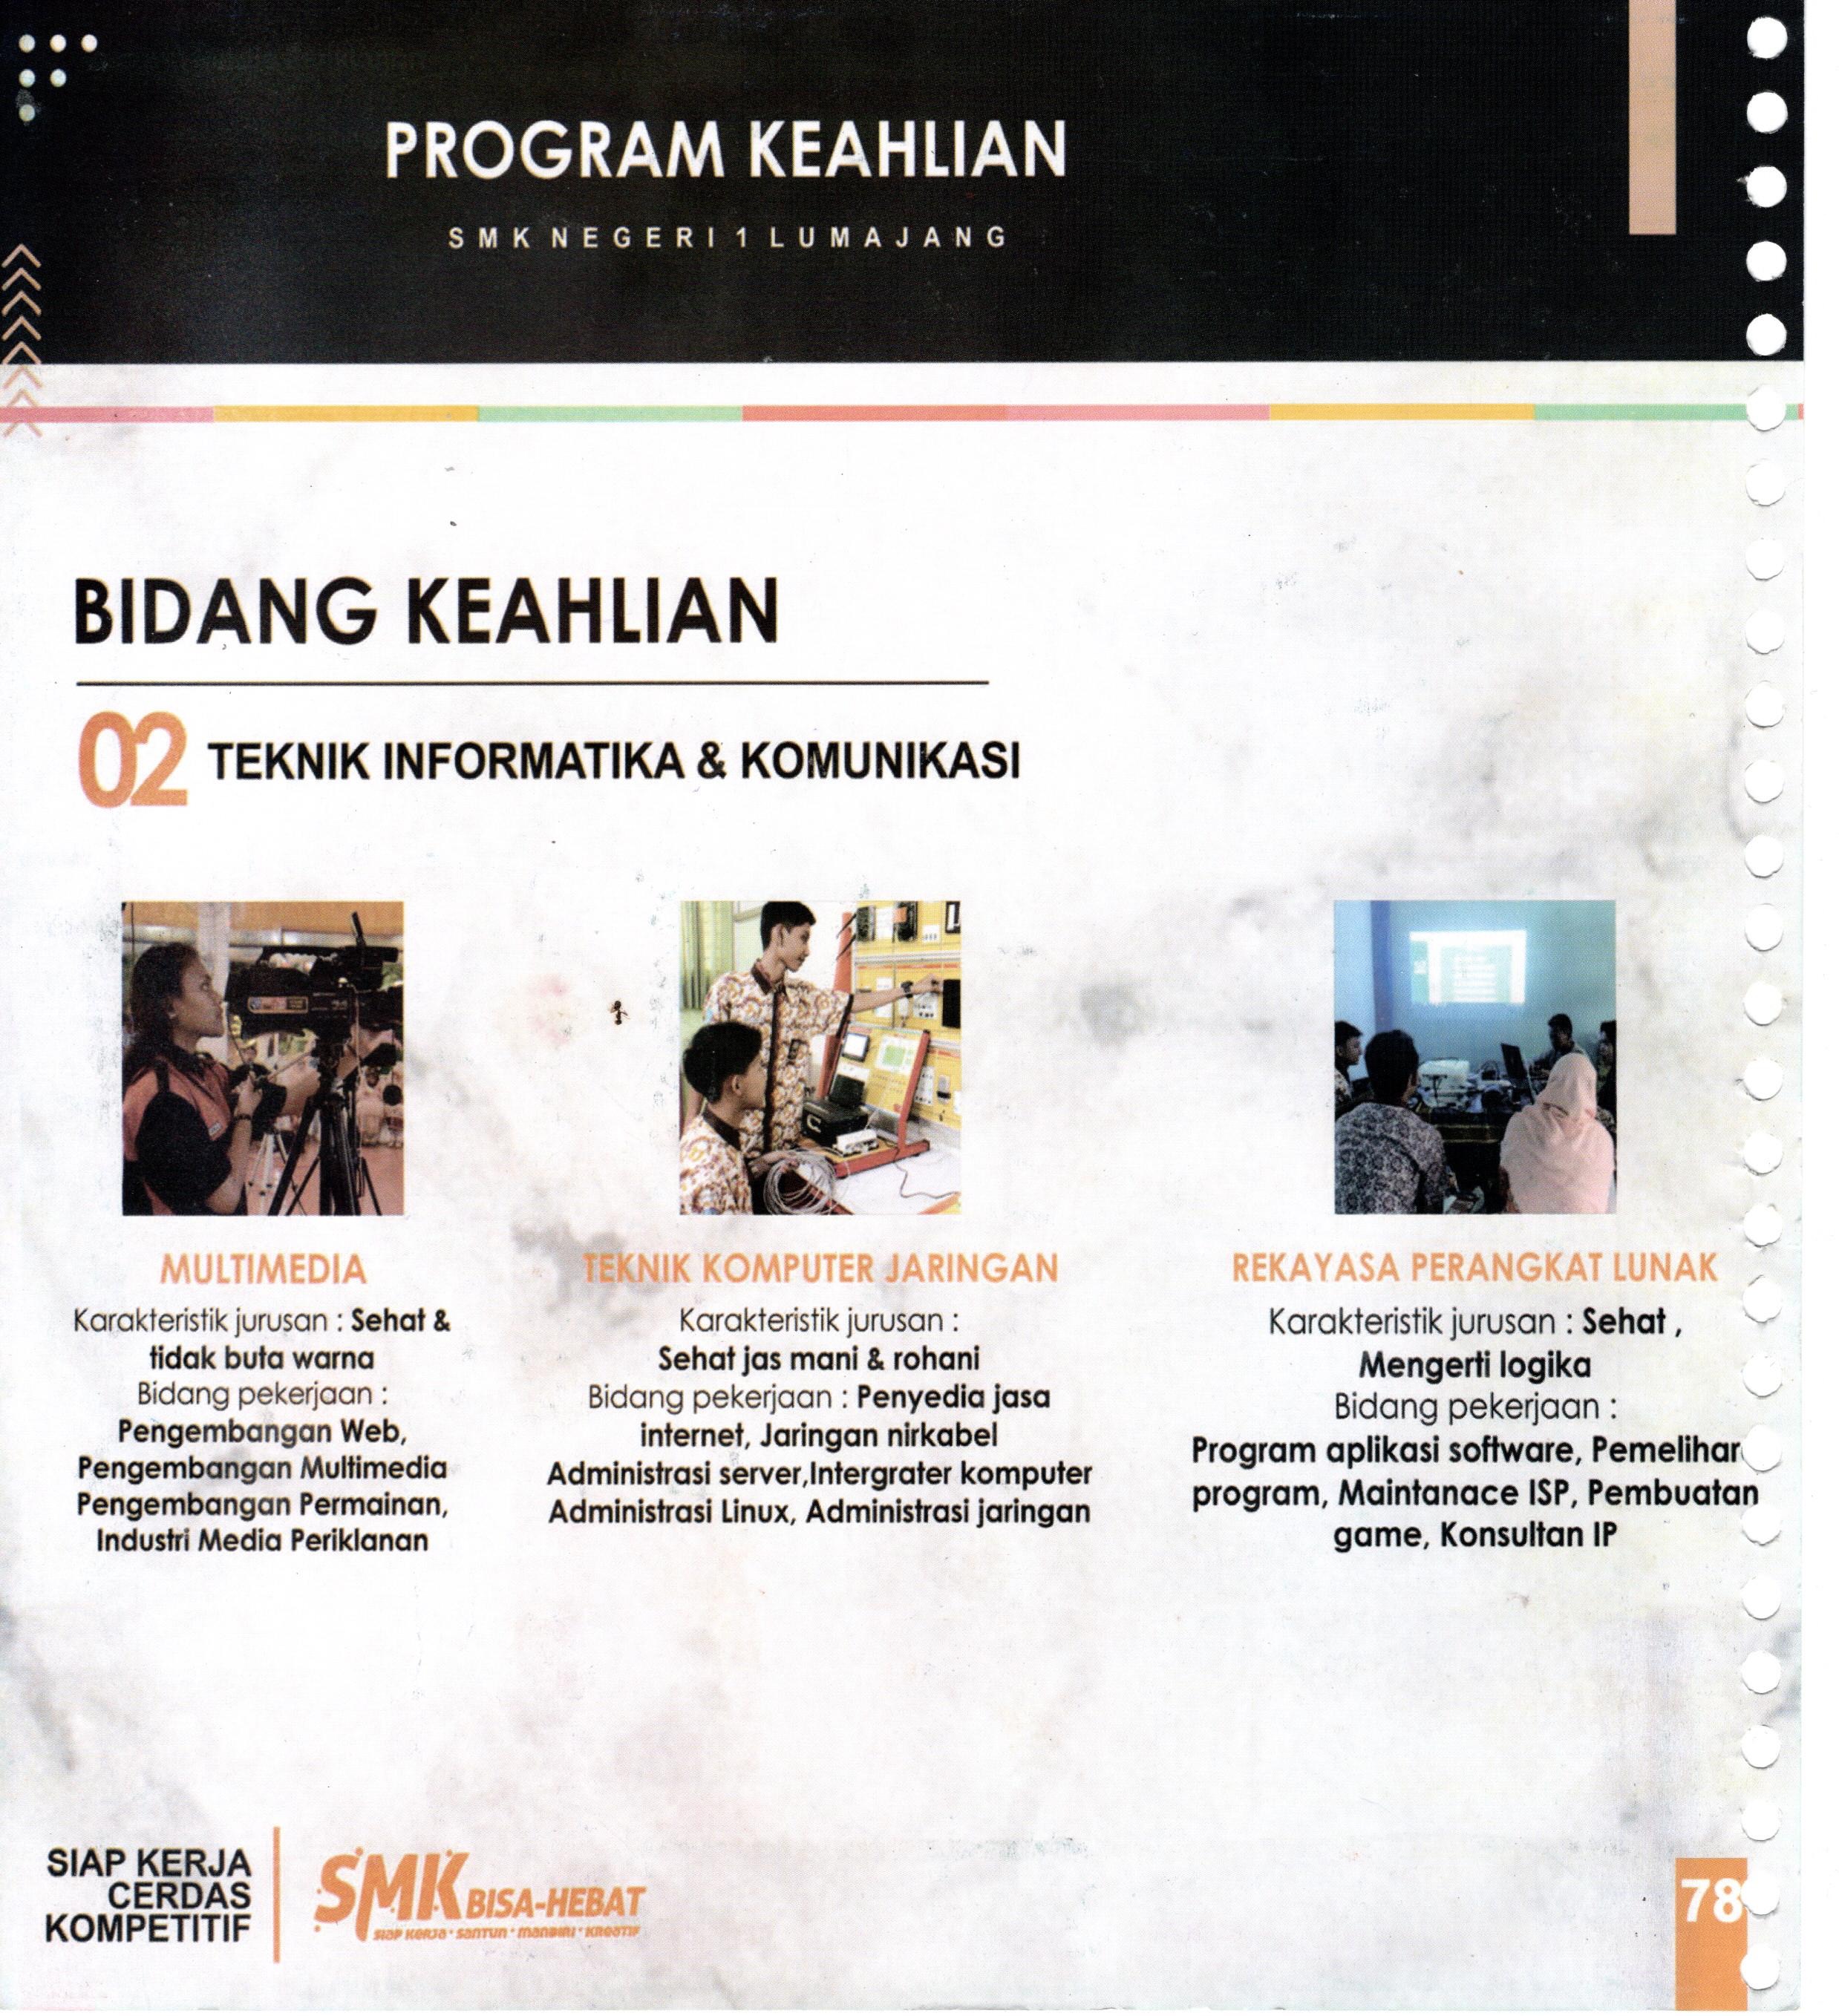 PROGRAM KEAHLIAN
SMK NEGERI 1 LUMAJANG
BIDANG KEAHLIAN
02 TEKNIK INFORMATIKA & KOMUNIKASI
MULTIMEDIA
Karakteristik jurusan : Sehat &
tidak buta warna
Bidang pekerjaan :
Pengembangan Web,
Pengembangan Multimedia
Pengembangan Permainan,
Industri Media Periklanan
TEKNIK KOMPUTER JARINGAN
Karakteristik jurusan :
Sehat jas mani & rohani
Bidang pekerjaan : Penyedia jasa
internet, Jaringan nirkabel
Administrasi server,Intergrater komputer
Administrasi Linux, Administrasi jaringan
REKAYASA PERANGKAT LUNAK
Karakteristik jurusan : Sehat ,
Mengerti logika
Bidang pekerjaan :
Program aplikasi software, Pemelihar
program, Maintanace ISP, Pembuatan
game, Konsultan IP
SIAP KERJA
CERDAS
KOMPETITIF
SMK BISA-HEBAT
SIAP KERJA • SANTUN • MANDIRI • KREATIF
78